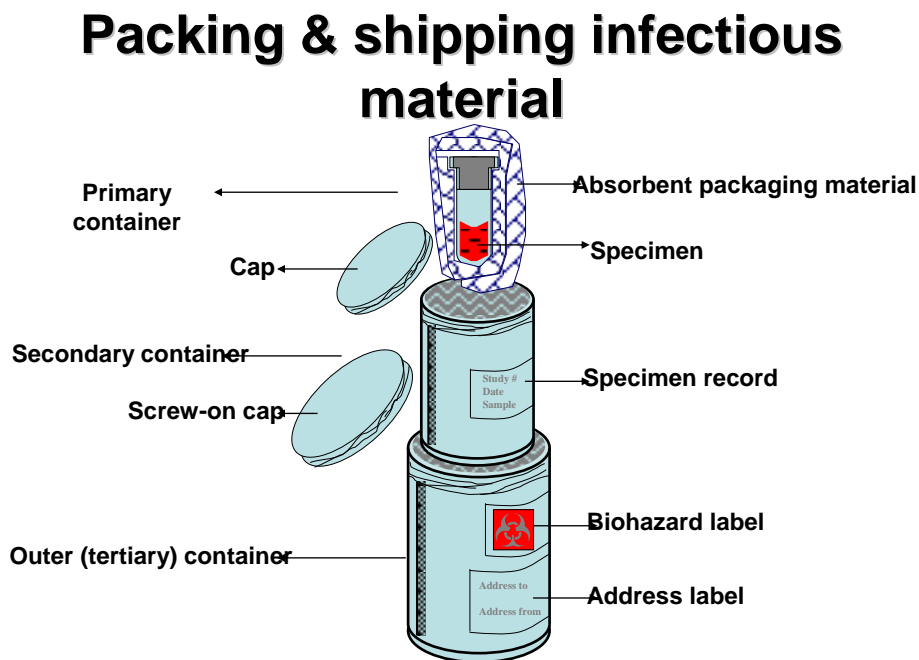 Packing & shipping infectious
material
Primary
container
Absorbent packaging material
Cap
Specimen
Secondary container
Specimen record
Study #
Date
Sample
Screw-on cap
Biohazard label
Outer (tertiary) container
Address to
Address from
Address label